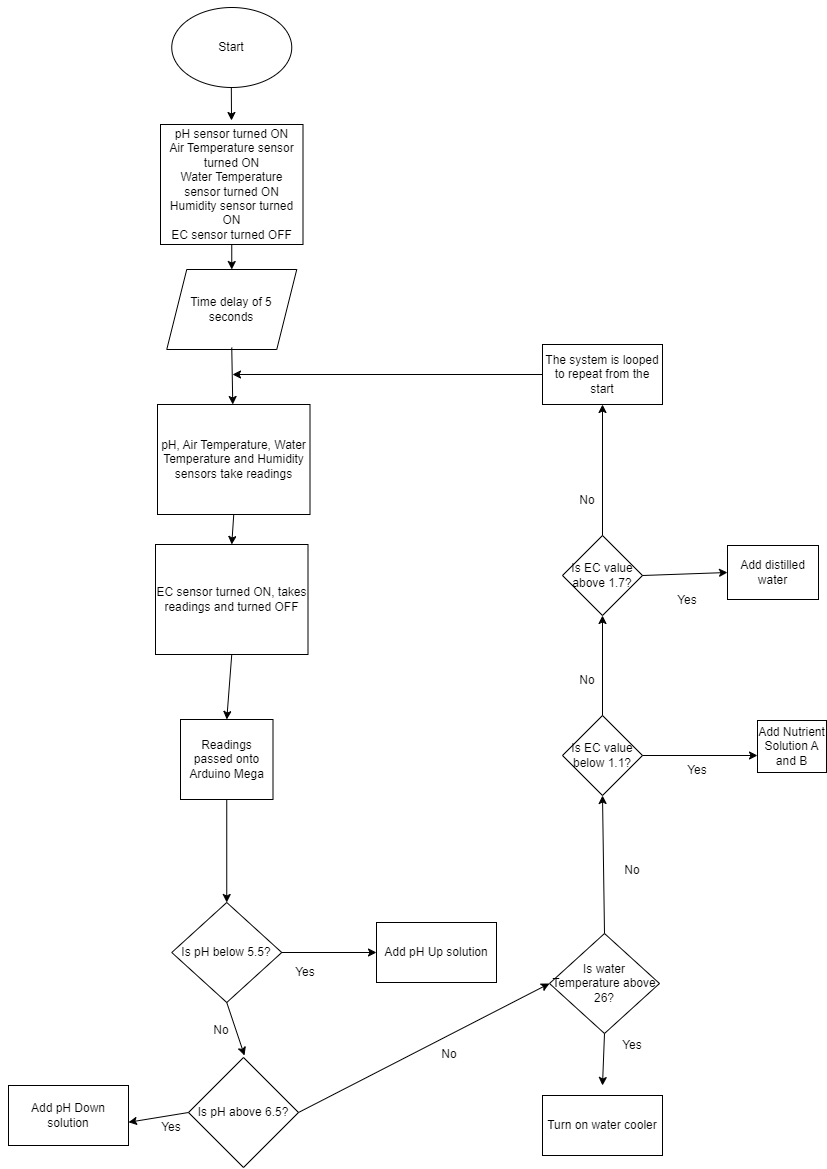 Start
pH sensor turned ON
Air Temperature sensor
turned ON
Water Temperature
sensor turned ON
Humidity sensor turned
ON
EC sensor turned OFF
Time delay of 5
seconds
The system is looped
to repeat from the
start
pH, Air Temperature, Water
Temperature and Humidity
sensors take readings
No
Is EC value
above 1.7?
Add distilled
water
Yes
EC sensor turned ON, takes
readings and turned OFF
No
Readings
passed onto
Arduino Mega
Is EC value
below 1.1?
Add Nutrient
Solution A
and B
Yes
No
Is pH below 5.5?
Add pH Up solution
Yes
Is water
Temperature above
26?
No
No
Yes
Is pH above 6.5?
Add pH Down
solution
Yes
Turn on water cooler